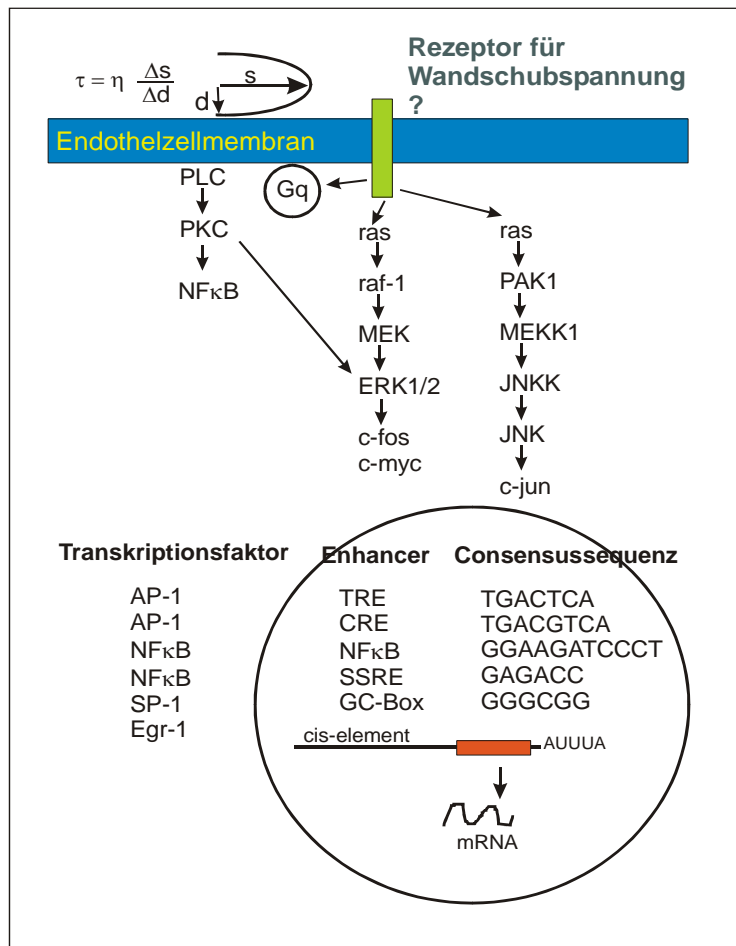 Rezeptor für
Wandschubspannung
?
τ = η Δs
Δd
s
d
Endothelzellmembran
PLC
PKC
NFκB
Gq
ras
raf-1
MEK
ERK1/2
c-fos
c-myc
ras
PAK1
MEKK1
JNKK
JNK
c-jun
Transkriptionsfaktor Enhancer Consensussequenz
AP-1 TRE TGACTCA
AP-1 CRE TGACGTCA
NFκB NFκB GGAAGATCCCT
NFκB SSRE GAGACC
SP-1 GC-Box GGGCGG
Egr-1
cis-element AUUUA
mRNA